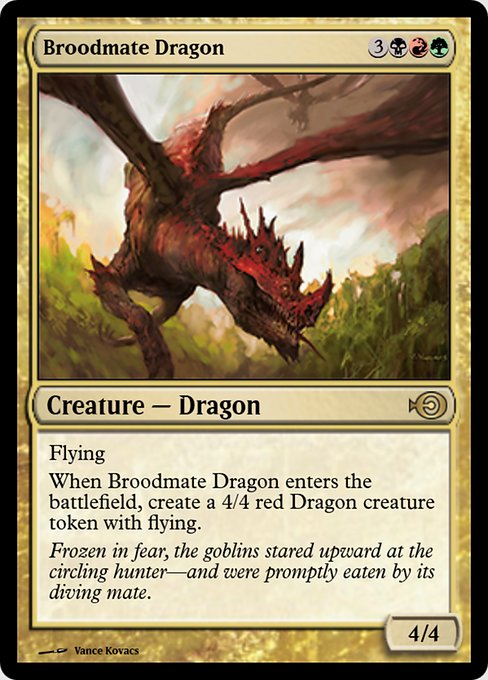 Broodmate Dragon 3
Creature — Dragon
Flying
When Broodmate Dragon enters the
battlefield, create a 4/4 red Dragon creature
token with flying.
Frozen in fear, the goblins stared upward at the
circling hunter—and were promptly eaten by its
diving mate.
4/4
Vance Kovacs